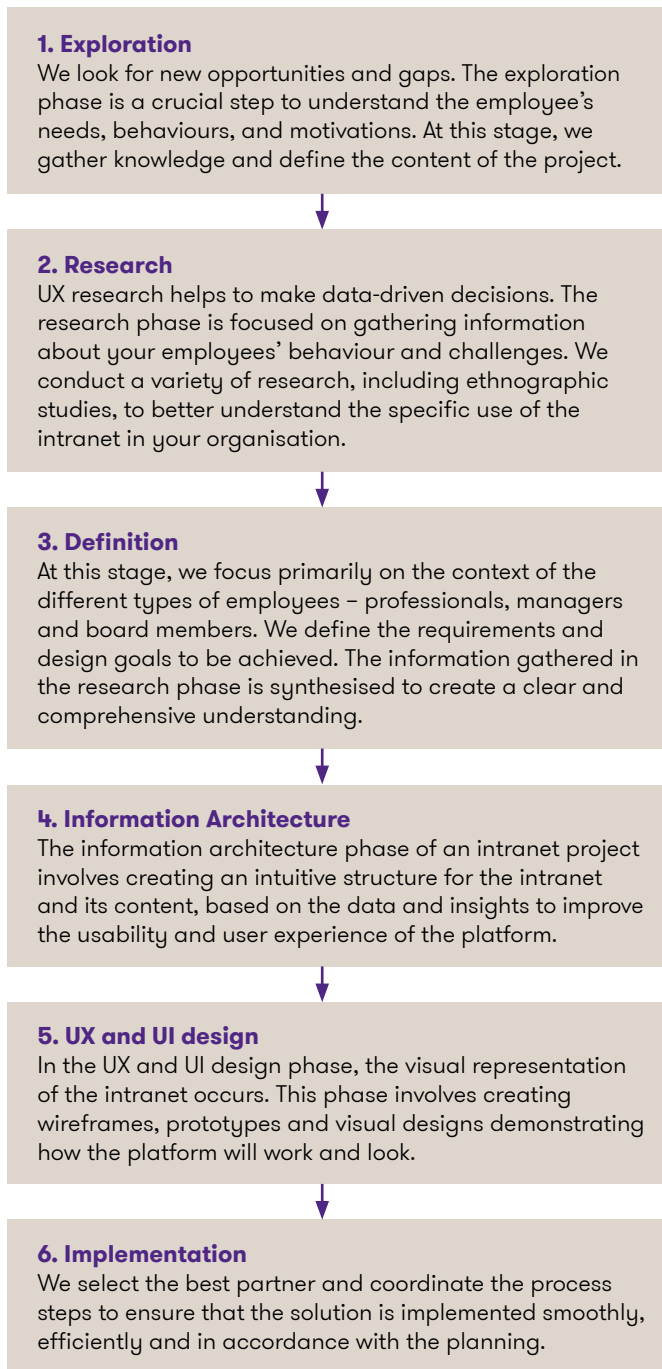 1. Exploration
We look for new opportunities and gaps. The exploration
phase is a crucial step to understand the employee’s
needs, behaviours, and motivations. At this stage, we
gather knowledge and define the content of the project.
2. Research
UX research helps to make data-driven decisions. The
research phase is focused on gathering information
about your employees’ behaviour and challenges. We
conduct a variety of research, including ethnographic
studies, to better understand the specific use of the
intranet in your organisation.
3. Definition
At this stage, we focus primarily on the context of the
different types of employees – professionals, managers
and board members. We define the requirements and
design goals to be achieved. The information gathered in
the research phase is synthesised to create a clear and
comprehensive understanding.
4. Information Architecture
The information architecture phase of an intranet project
involves creating an intuitive structure for the intranet
and its content, based on the data and insights to improve
the usability and user experience of the platform.
5. UX and UI design
In the UX and UI design phase, the visual representation
of the intranet occurs. This phase involves creating
wireframes, prototypes and visual designs demonstrating
how the platform will work and look.
6. Implementation
We select the best partner and coordinate the process
steps to ensure that the solution is implemented smoothly,
efficiently and in accordance with the planning.